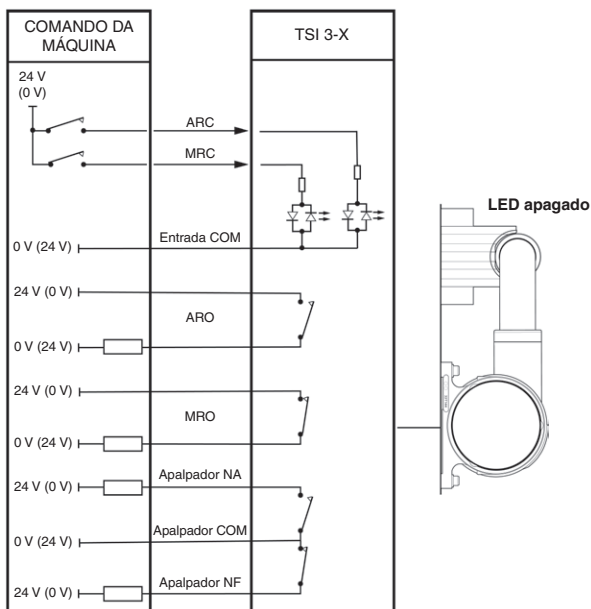 COMANDO DA
MÁQUINA
TSI 3-X
24 V
(0 V)
ARC
MRC
LED apagado
Entrada COM
0 V (24 V)
24 V (0 V)
ARO
0 V (24 V)
24 V (0 V)
MRO
0 V (24 V)
Apalpador NA
24 V (0 V)
Apalpador COM
0 V (24 V)
Apalpador NF
24 V (0 V)